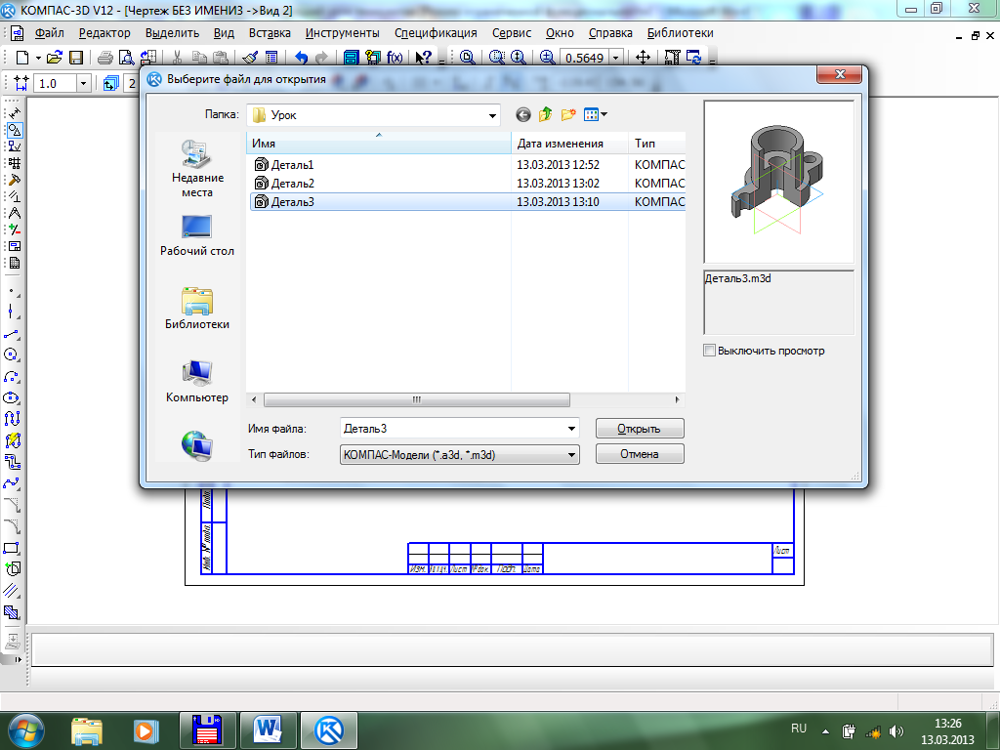 КОМПАС-3D V12 - [Чертеж БЕЗ ИМЕНИ3 ->Вид 2]
Файл Редактор Выделить Вид Вставка Инструменты Спецификация Сервис Окно Справка Библиотеки
0.5649
f(x)
1.0
2
Выберите файл для открытия
Папка: Урок
Имя Дата изменения Тип
Деталь1 13.03.2013 12:52 КОМПАС
Деталь2 13.03.2013 13:02 КОМПАС
Деталь3 13.03.2013 13:10 КОМПАС
Недавние
места
Рабочий стол
Библиотеки
Компьютер
Деталь3.m3d
Выключить просмотр
Имя файла: Деталь3 Открыть
Тип файлов: КОМПАС-Модели (*.a3d, *.m3d) Отмена
Инв. № подл.
Лист
Изм. Лист № док. Подп. Дата
RU
13:26
13.03.2013